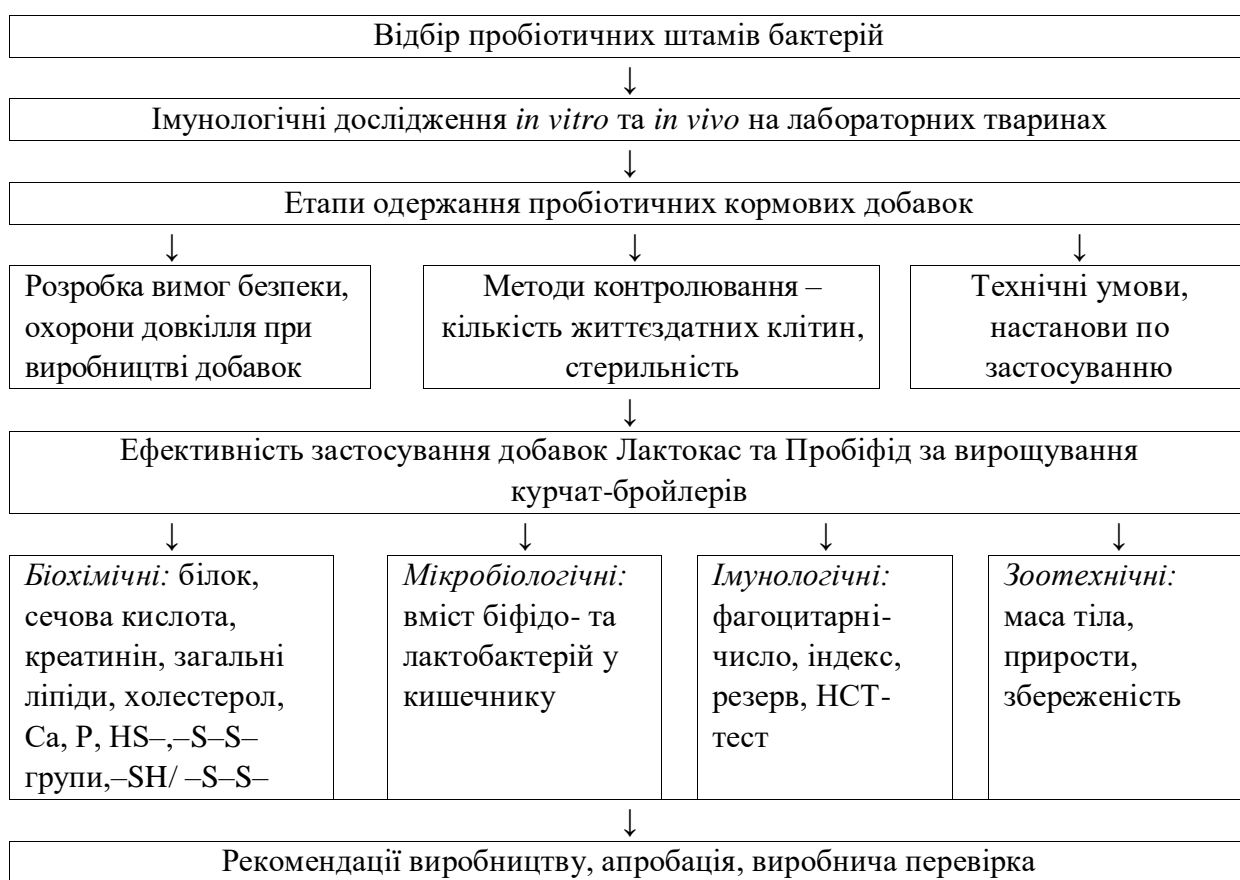 Відбір пробіотичних штамів бактерій
↓
Імунологічні дослідження in vitro та in vivo на лабораторних тваринах
↓
Етапи одержання пробіотичних кормових добавок
↓ ↓ ↓
Розробка вимог безпеки,
охорони довкілля при
виробництві добавок
Методи контролювання –
кількість життєздатних клітин,
стерильність
Технічні умови,
настанови по
застосуванню
↓
Ефективність застосування добавок Лактокас та Пробіфід за вирощування
курчат-бройлерів
↓ ↓ ↓ ↓
Біохімічні: білок,
сечова кислота,
креатинін, загальні
ліпіди, холестерол,
Ca, P, HS–,–S–S–
групи,–SH/ –S–S–
Мікробіологічні:
вміст біфідо- та
лактобактерій у
кишечнику
Імунологічні:
фагоцитарні-
число, індекс,
резерв, НСТ-
тест
Зоотехнічні:
маса тіла,
прирости,
збереженість
↓
Рекомендації виробництву, апробація, виробнича перевірка